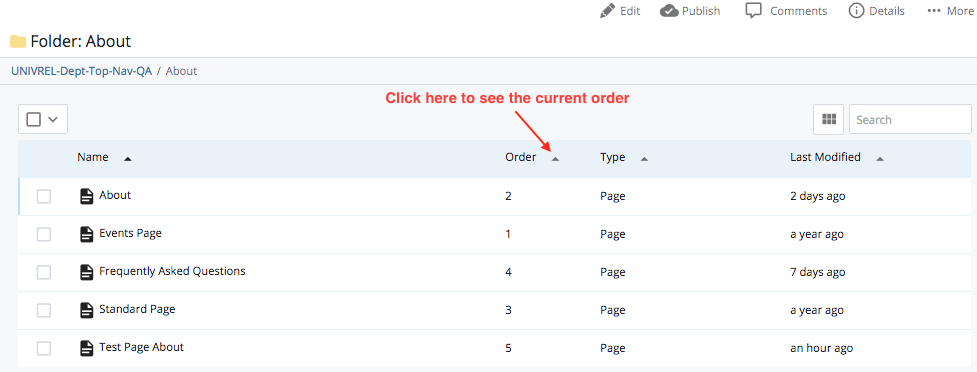 Edit Publish Comments Details More
Folder: About
UNIVREL-Dept-Top-Nav-QA / About
Click here to see the current order
Search
Name Order Type Last Modified
About 2 Page 2 days ago
Events Page 1 Page a year ago
Frequently Asked Questions 4 Page 7 days ago
Standard Page 3 Page a year ago
Test Page About 5 Page an hour ago